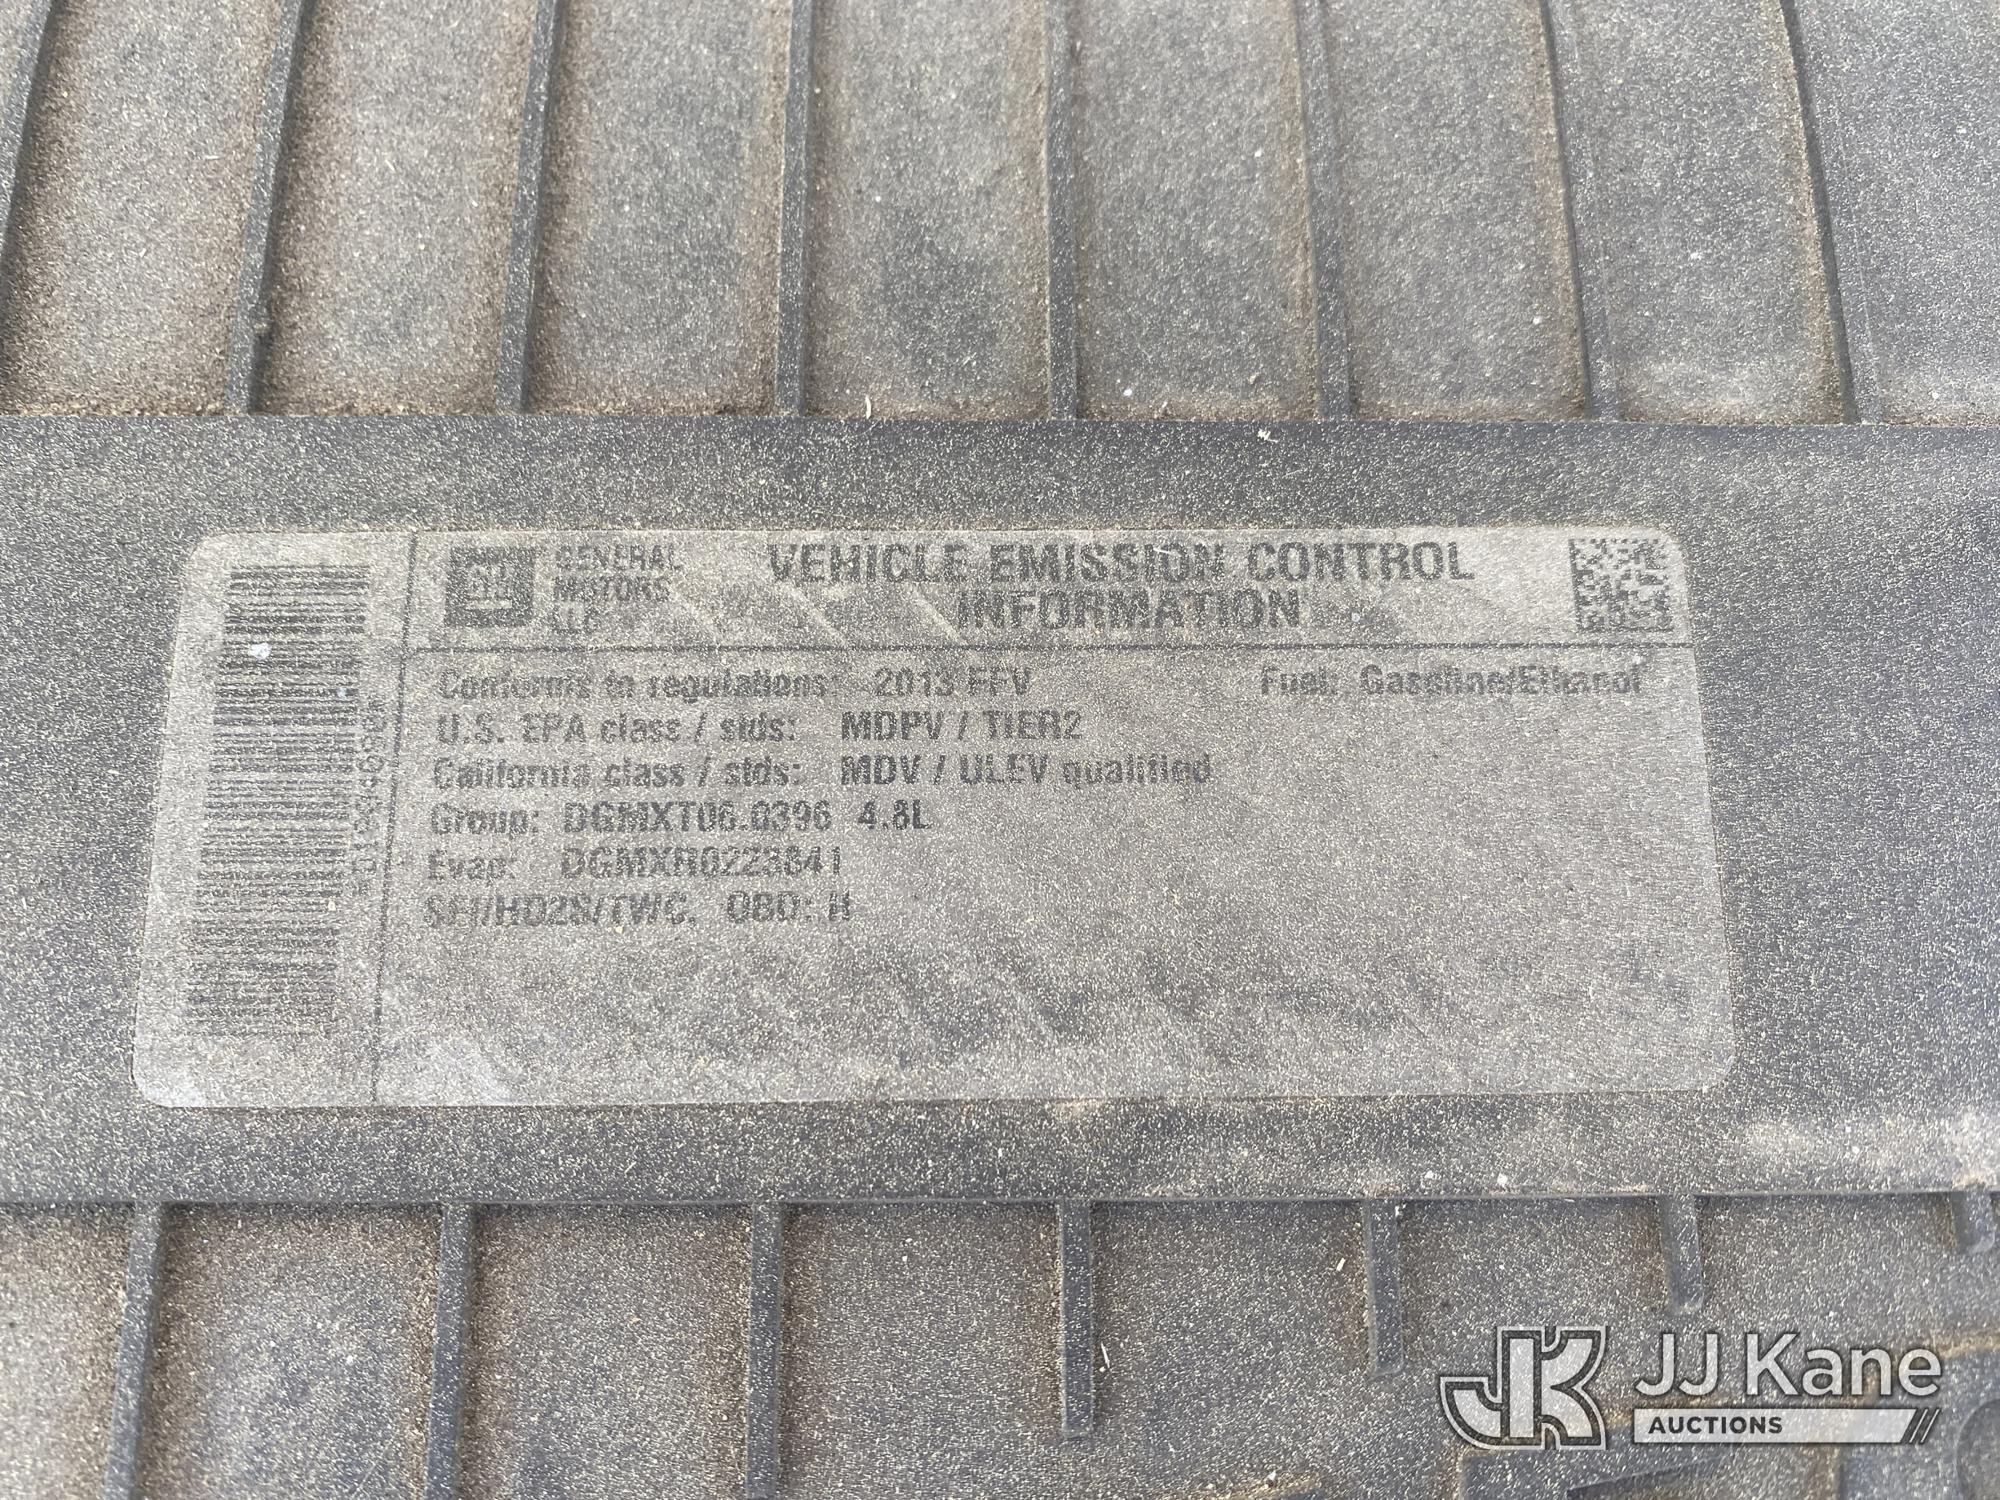 GM
GENERAL
MOTORS
LLC
VEHICLE EMISSION CONTROL
INFORMATION
Conforms to regulations: 2013 FFV
Fuel: Gasoline/Ethanol
U.S. EPA class / stds: MDPV / TIER2
California class / stds: MDV / ULEV qualified
Group: DGMXT06.0396 4.8L
Evap: DGMXR0223841
SFI/HO2S/TWC, OBD: II
JK JJ Kane
AUCTIONS